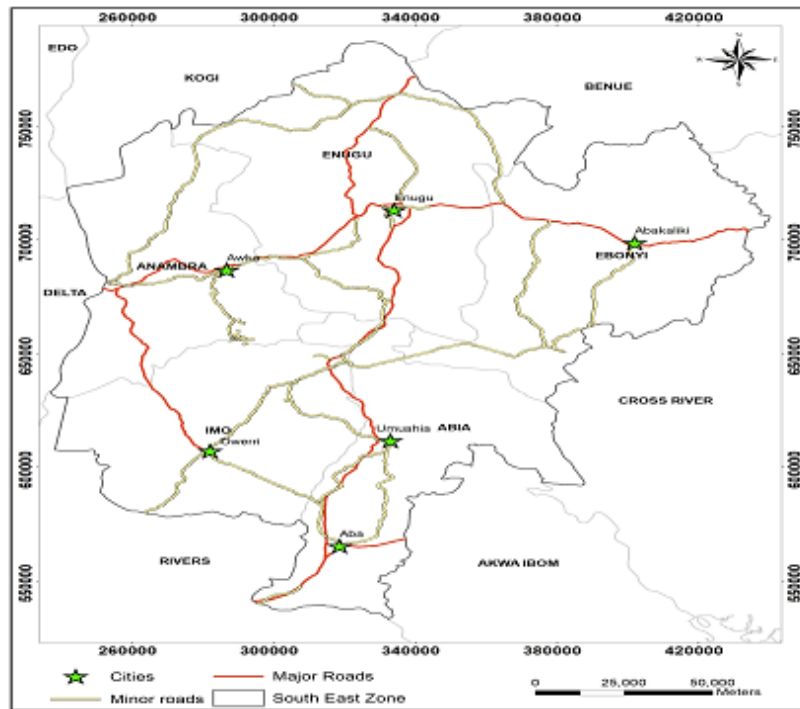 260000 300000 340000 380000 420000
EDO
KOGI
BENUE
N
E
S
750000 750000
ENUGU
Enugu
700000 700000
Abakaliki
EBONYI
ANAMBRA
Awka
DELTA
650000 650000
CROSS RIVER
Umuahia ABIA
IMO
Owerri
600000 600000
Aba
RIVERS
AKWA IBOM
550000 550000
260000 300000 340000 380000 420000
Cities Major Roads
Minor roads South East Zone
0 25,000 50,000
Meters